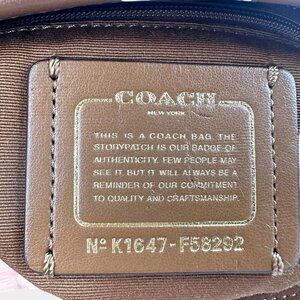 COACH
NEW YORK
THIS IS A COACH BAG. THE
STORYPATCH IS OUR BADGE OF
AUTHENTICITY. FEW PEOPLE MAY
SEE IT, BUT IT WILL ALWAYS BE A
REMINDER OF OUR COMMITMENT
TO QUALITY AND CRAFTSMANSHIP.
Nº K1647-F58292